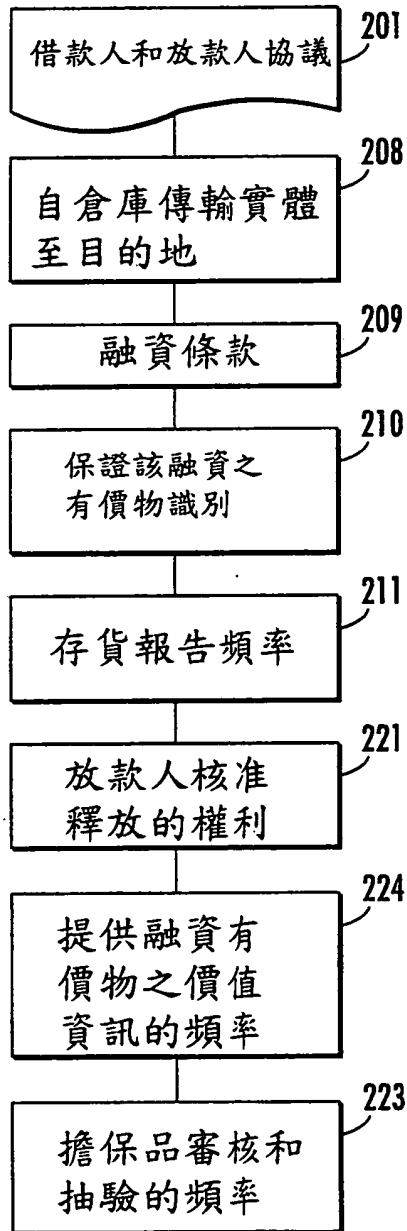 201
借款人和放款人協議
208
自倉庫傳輸實體
至目的地
209
融資條款
210
保證該融資之
有價物識別
211
存貨報告頻率
221
放款人核准
釋放的權利
224
提供融資有
價物之價值
資訊的頻率
223
擔保品審核和
抽驗的頻率